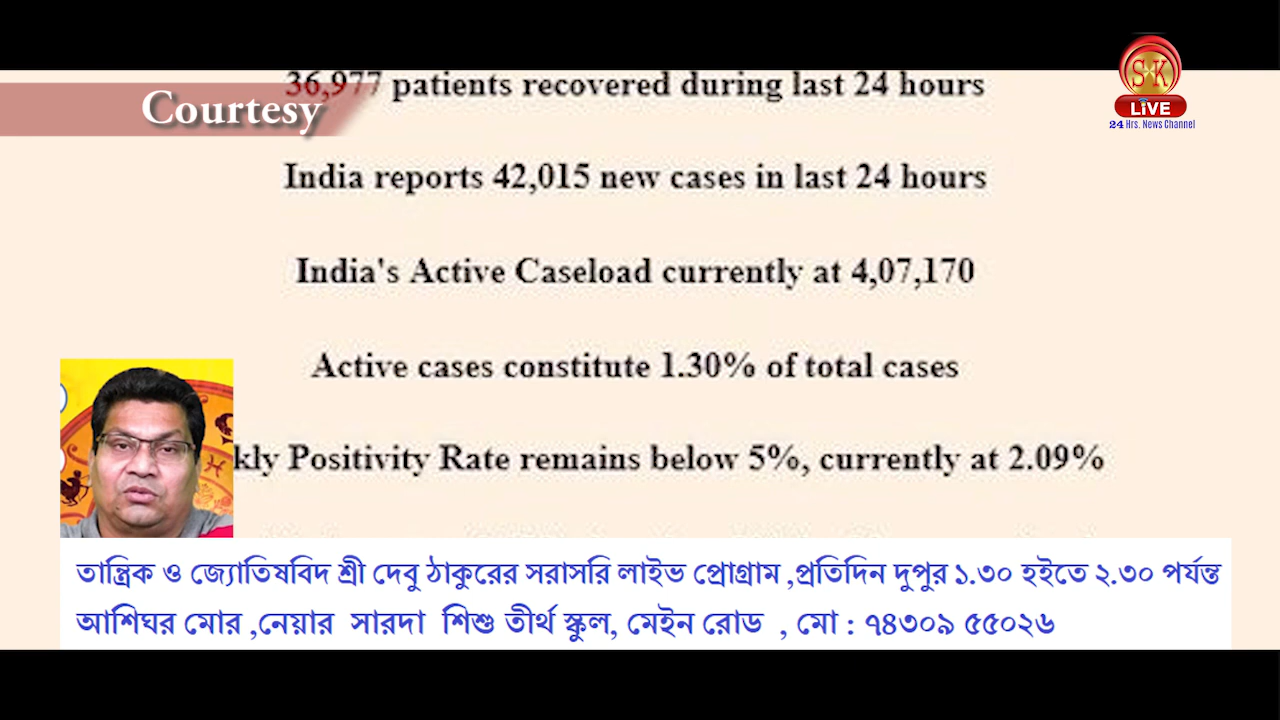 36,977 patients recovered during last 24 hours
Courtesy
S K
LIVE
24 Hrs. News Channel
India reports 42,015 new cases in last 24 hours
India's Active Caseload currently at 4,07,170
Active cases constitute 1.30% of total cases
kly Positivity Rate remains below 5%, currently at 2.09%
তান্ত্রিক ও জ্যোতিষবিদ শ্রী দেবু ঠাকুরের সরাসরি লাইভ প্রোগ্রাম ,প্রতিদিন দুপুর ১.৩০ হইতে ২.৩০ পর্যন্ত
আশিঘর মোর ,নেয়ার সারদা শিশু তীর্থ স্কুল, মেইন রোড , মো : ৭৪৩০৯ ৫৫০২৬